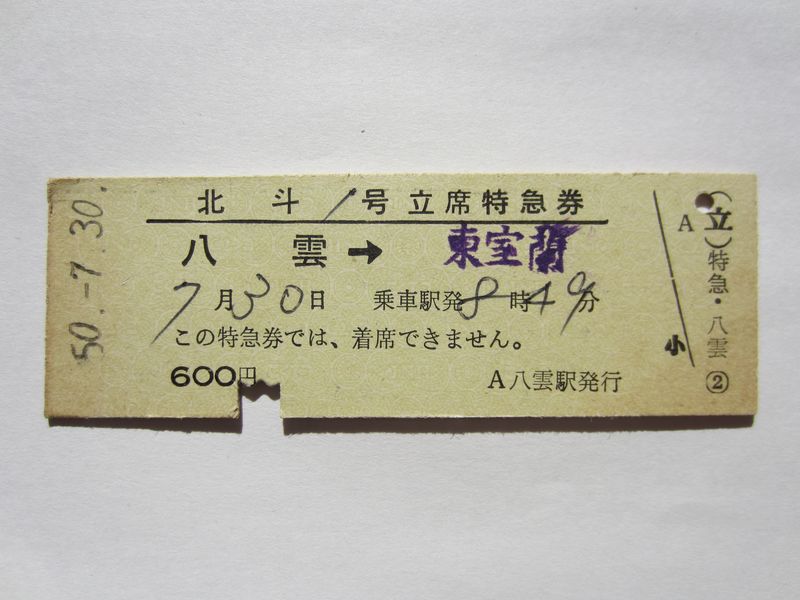 50.-7.30.
北斗1号立席特急券
八雲→東室蘭
7月30日 乗車駅発8時49分
この特急券では、着席できません。
600円 A八雲駅発行
A
小
(立)特急・八雲②